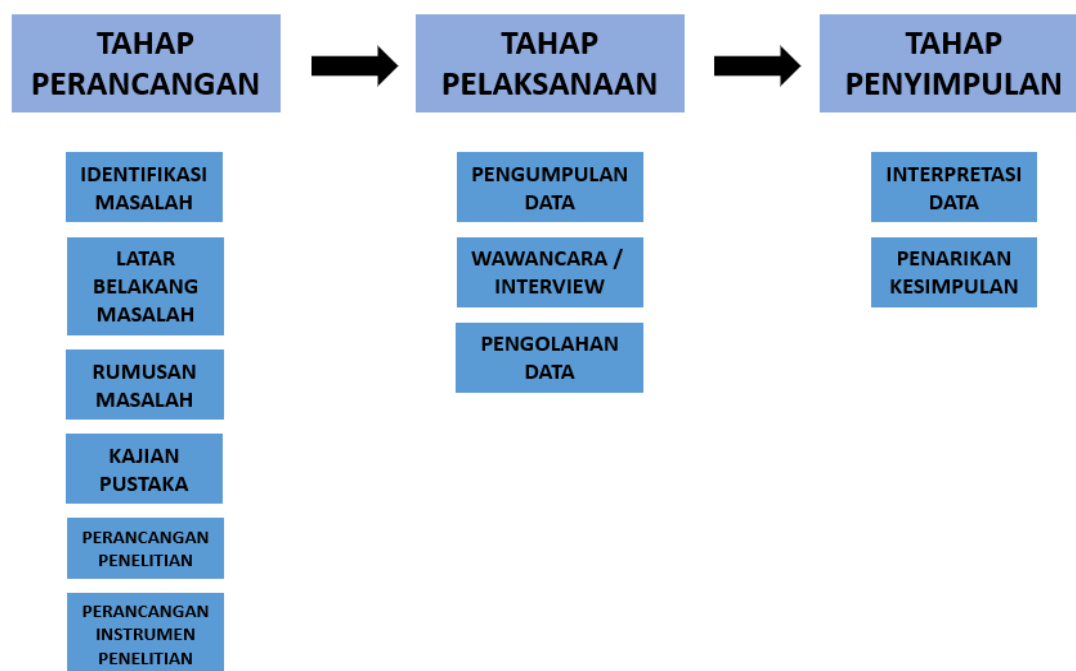 TAHAP
PERANCANGAN
TAHAP
PELAKSANAAN
TAHAP
PENYIMPULAN
IDENTIFIKASI
MASALAH
LATAR
BELAKANG
MASALAH
RUMUSAN
MASALAH
KAJIAN
PUSTAKA
PERANCANGAN
PENELITIAN
PERANCANGAN
INSTRUMEN
PENELITIAN
PENGUMPULAN
DATA
WAWANCARA /
INTERVIEW
PENGOLAHAN
DATA
INTERPRETASI
DATA
PENARIKAN
KESIMPULAN